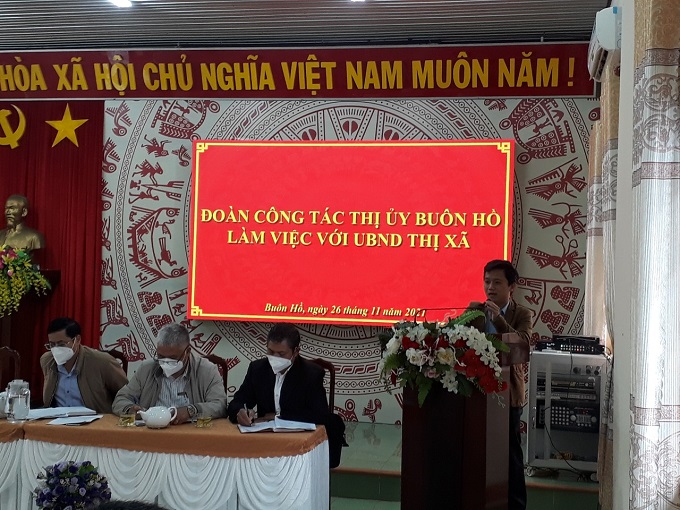 HÒA XÃ HỘI CHỦ NGHĨA VIỆT NAM MUÔN NĂM !
ĐOÀN CÔNG TÁC THỊ ỦY BUÔN HỒ
LÀM VIỆC VỚI UBND THỊ XÃ
Buôn Hồ, ngày 26 tháng 11 năm 2021